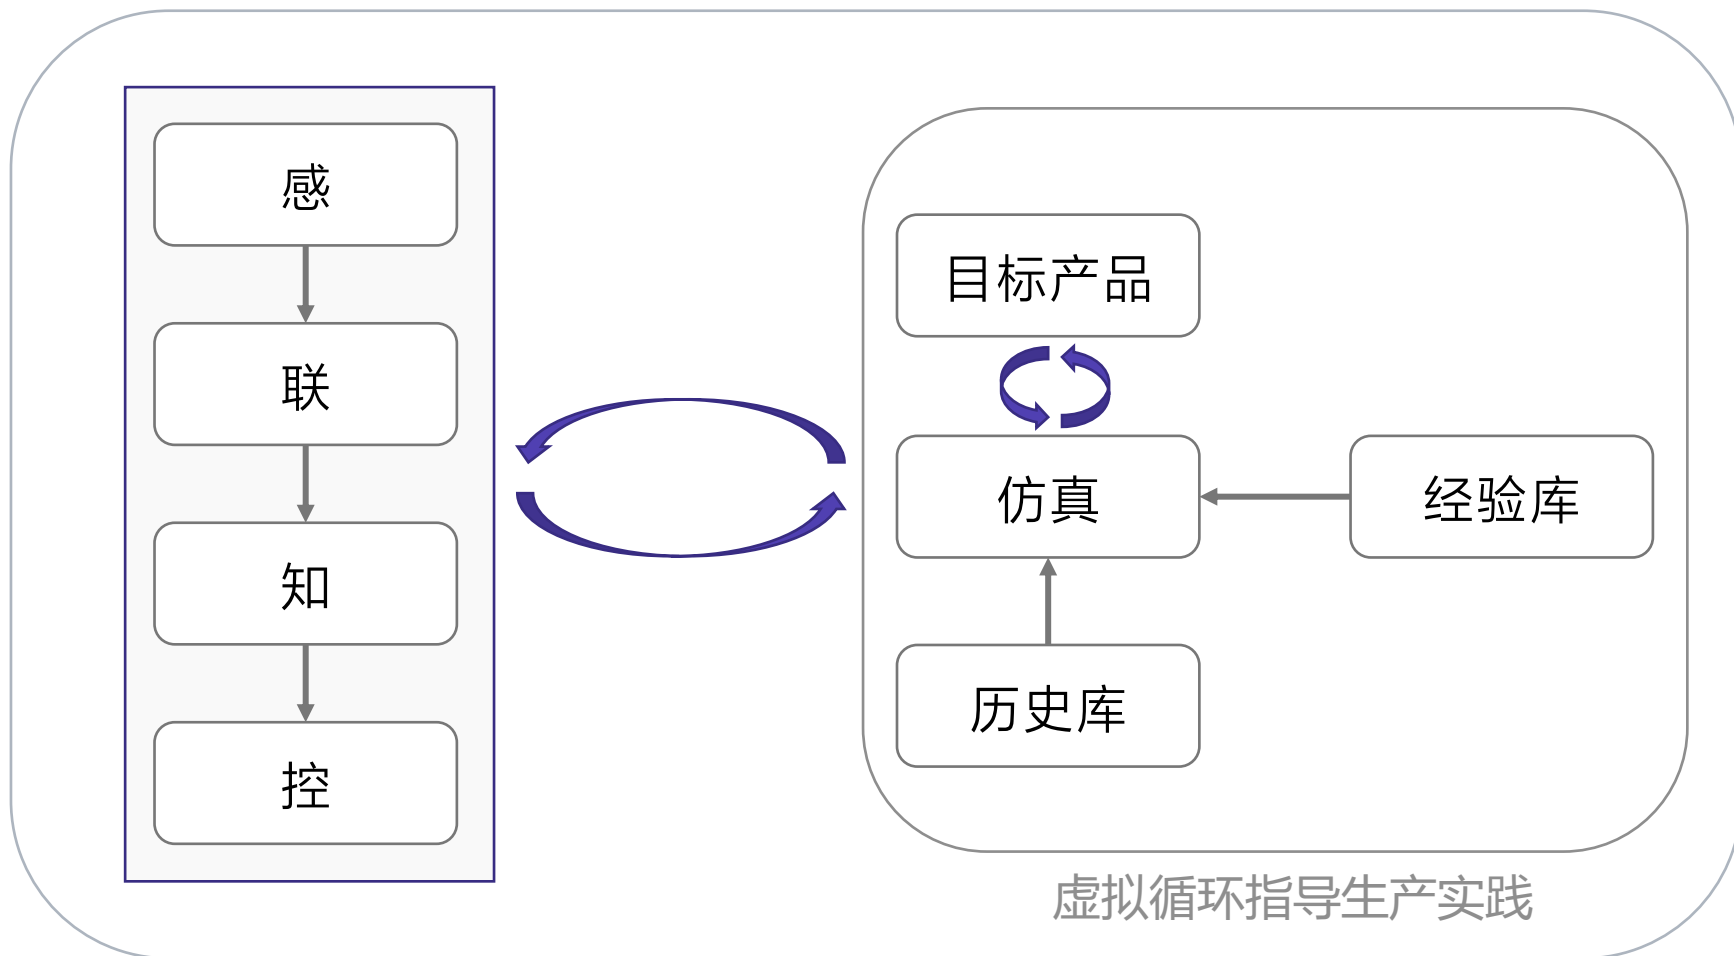 感
联
知
控
目标产品
仿真
经验库
历史库
虚拟循环指导生产实践